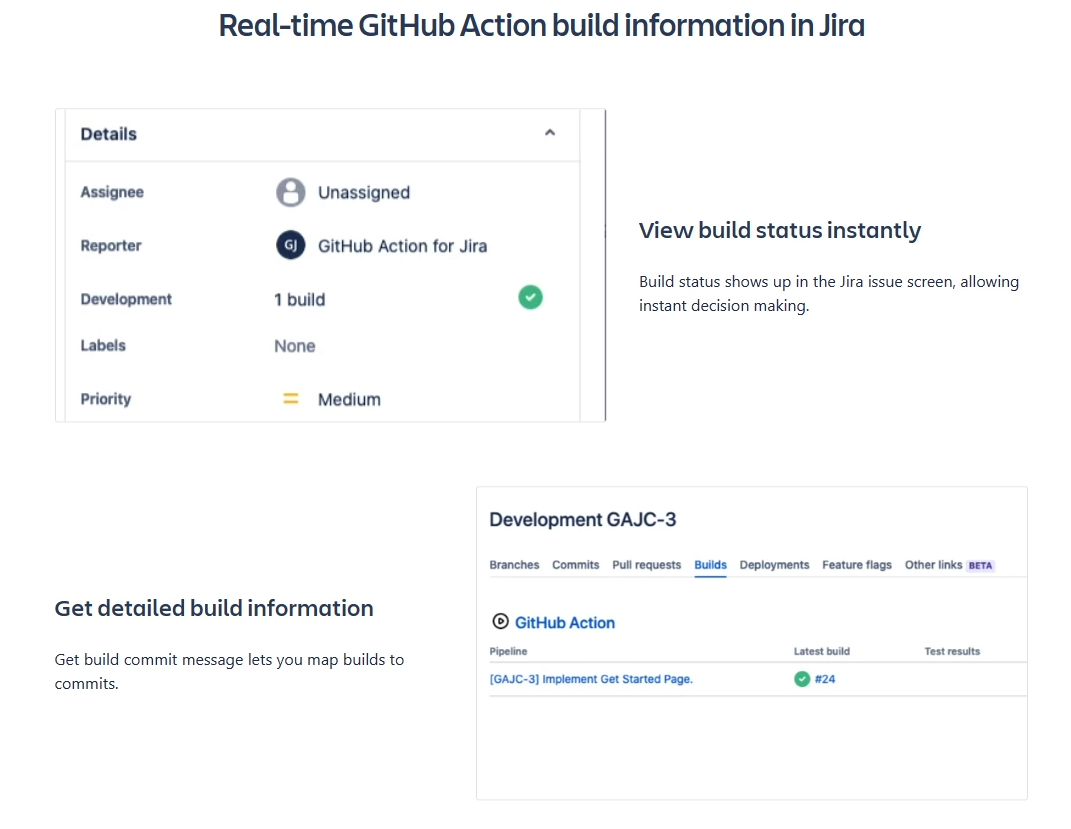 Real-time GitHub Action build information in Jira
Details
Assignee
Unassigned
Reporter
GJ
GitHub Action for Jira
Development
1 build
Labels
None
Priority
Medium
View build status instantly
Build status shows up in the Jira issue screen, allowing
instant decision making.
Get detailed build information
Get build commit message lets you map builds to
commits.
Development GAJC-3
Branches Commits Pull requests Builds Deployments Feature flags Other links BETA
GitHub Action
Pipeline Latest build Test results
[GAJC-3] Implement Get Started Page. #24